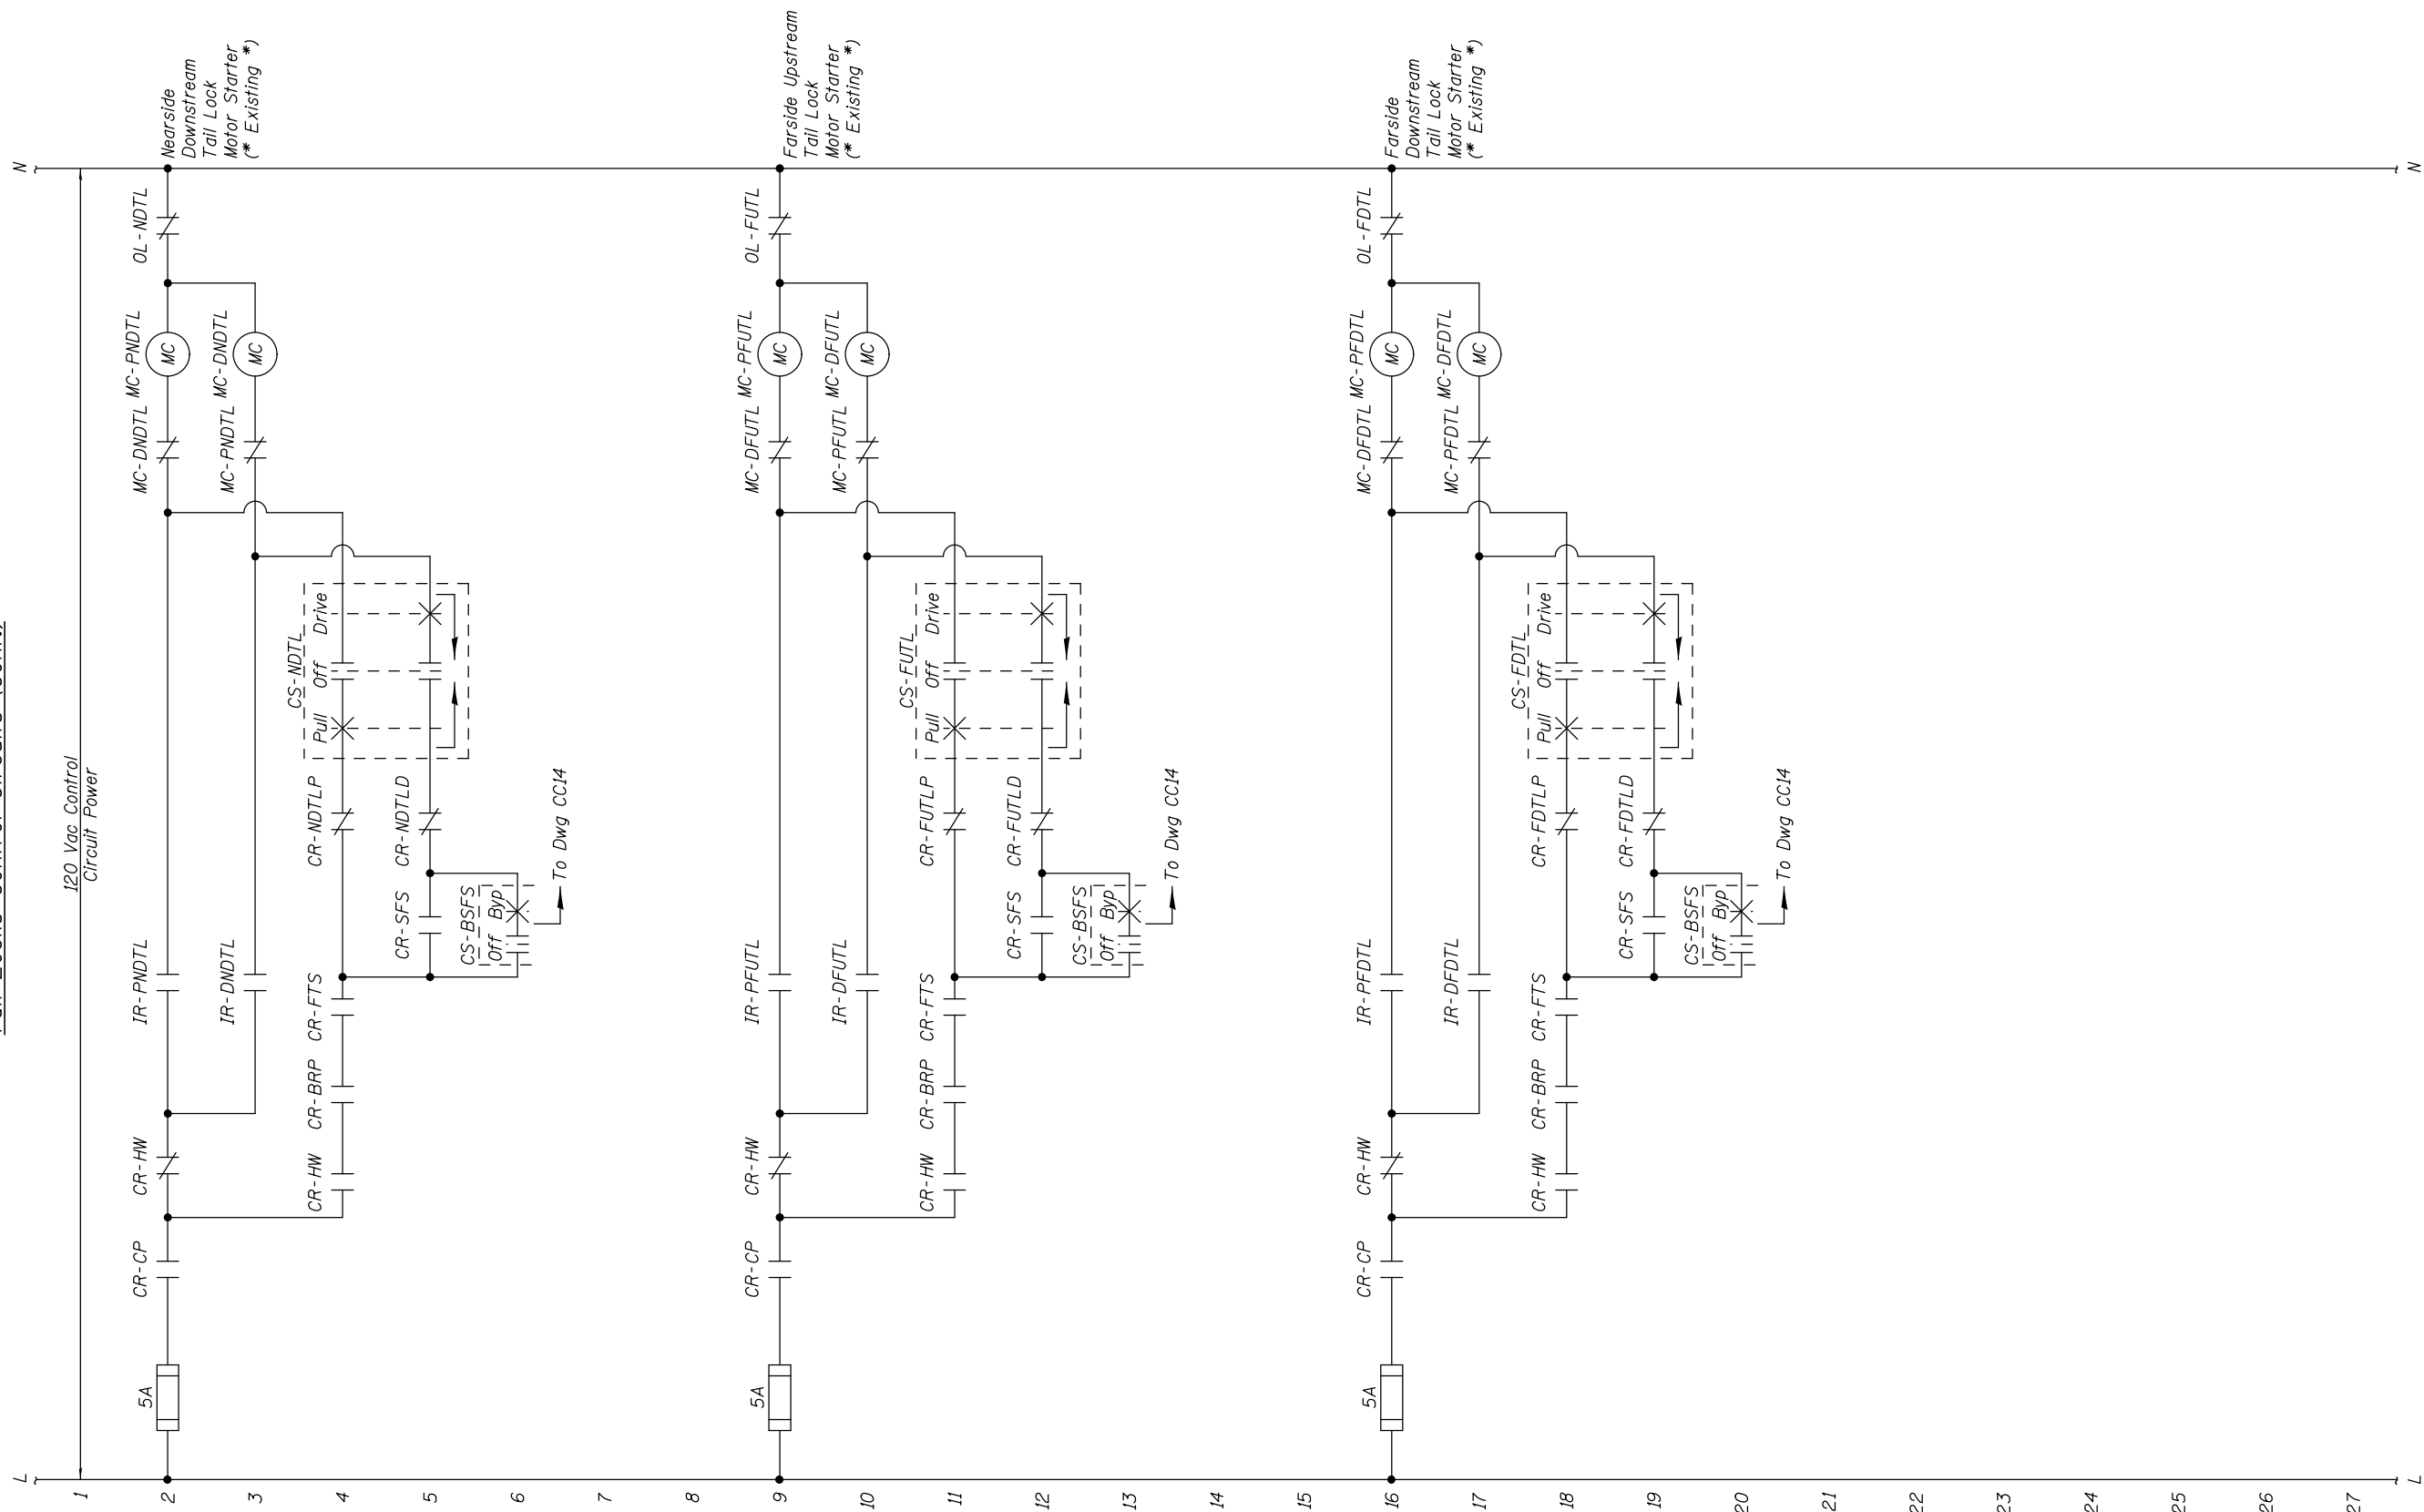 L
N
1
120 Vac Control
Circuit Power
2
5A
CR-CP
CR-HW
IR-PNDTL
MC-DNDTL
MC-PNDTL
MC
OL-NDTL
Nearside
Downstream
Tail Lock
Motor Starter
(* Existing *)
3
IR-DNDTL
MC-PNDTL
MC-DNDTL
MC
4
CR-HW
CR-BRP
CR-FTS
CR-NDTLP
CS-NDTL
Pull
Off
Drive
5
CR-SFS
CR-NDTLD
6
CS-BSFS
Off
Byp
To Dwg CC14
7
8
9
5A
CR-CP
CR-HW
IR-PFUTL
MC-DFUTL
MC-PFUTL
MC
OL-FUTL
Farside Upstream
Tail Lock
Motor Starter
(* Existing *)
10
IR-DFUTL
MC-PFUTL
MC-DFUTL
MC
11
CR-HW
CR-BRP
CR-FTS
CR-FUTLP
CS-FUTL
Pull
Off
Drive
12
CR-SFS
CR-FUTLD
13
CS-BSFS
Off
Byp
To Dwg CC14
14
15
16
5A
CR-CP
CR-HW
IR-PFDTL
MC-DFDTL
MC-PFDTL
MC
OL-FDTL
Farside
Downstream
Tail Lock
Motor Starter
(* Existing *)
17
IR-DFDTL
MC-PFDTL
MC-DFDTL
MC
18
CR-HW
CR-BRP
CR-FTS
CR-FDTLP
CS-FDTL
Pull
Off
Drive
19
CR-SFS
CR-FDTLD
20
CS-BSFS
Off
Byp
To Dwg CC14
21
22
23
24
25
26
27
L
N